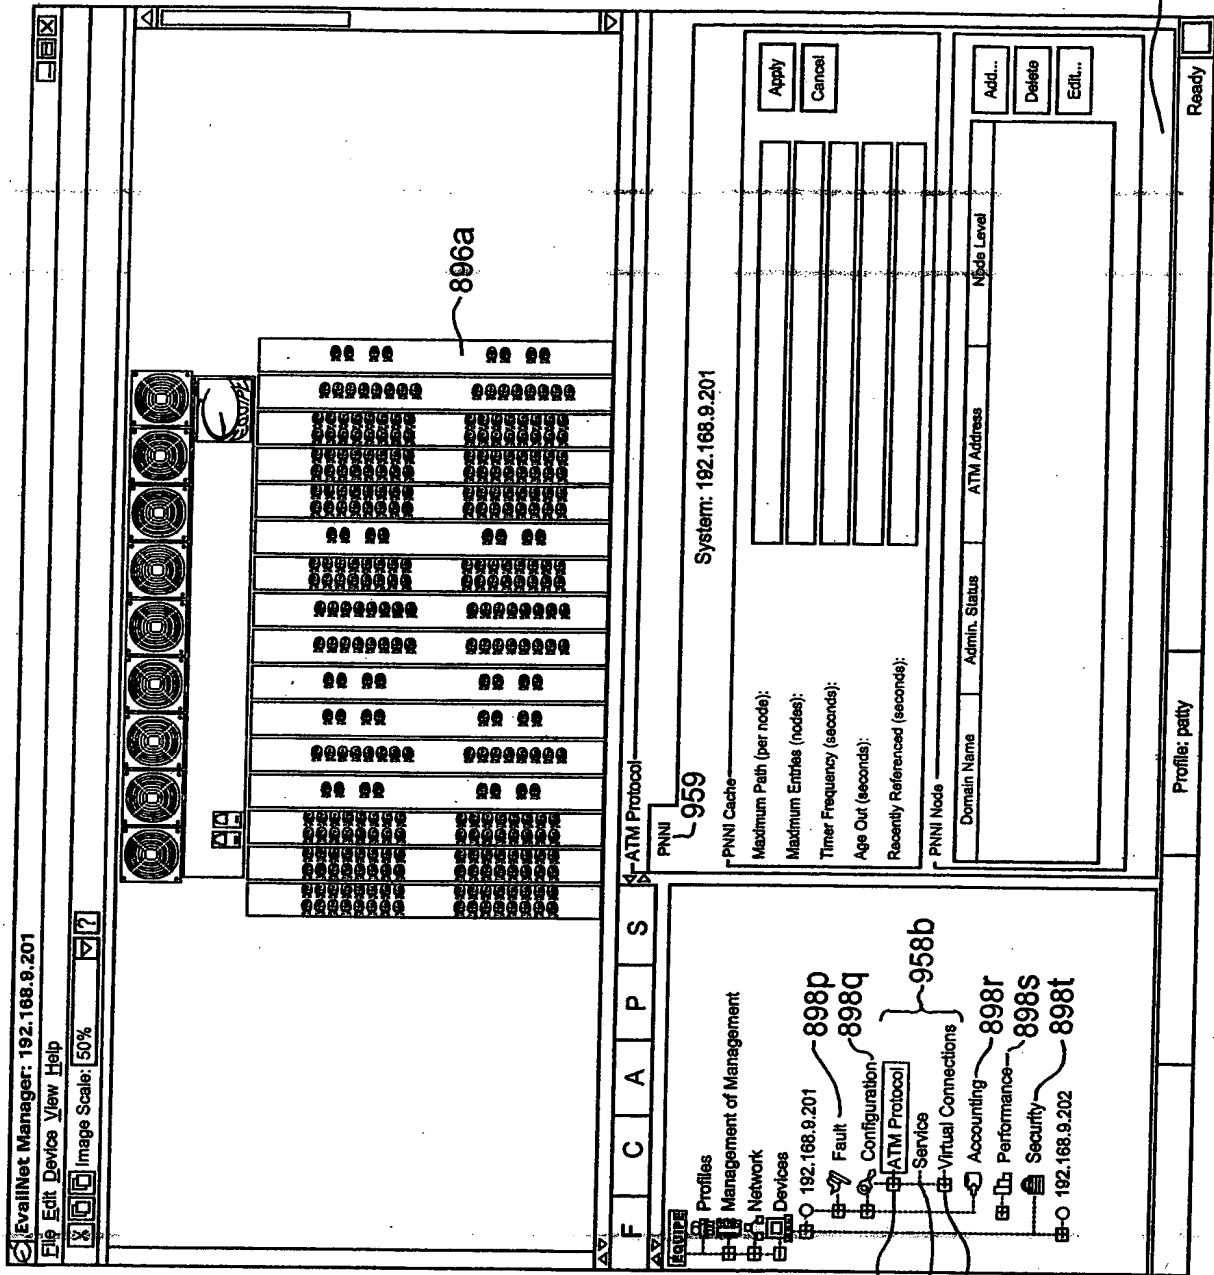 EvailNet Manager: 192.168.9.201
File Edit Device View Help
Image Scale: 50% ?
896a
F C A P S
EQUIPE
Profiles
Management of Management
Network
Devices
192.168.9.201
Fault
898p
Configuration
898q
ATM Protocol
Service
Virtual Connections
958b
Accounting
898r
Performance
898s
Security
898t
192.168.9.202
ATM Protocol
PNNI
959
System: 192.168.9.201
PNNI Cache
Maximum Path (per node):
Maximum Entries (nodes):
Timer Frequency (seconds):
Age Out (seconds):
Recently Referenced (seconds):
Apply
Cancel
PNNI Node
Domain Name Admin. Status ATM Address Node Level
Add...
Delete
Edit...
Profile: patty
Ready